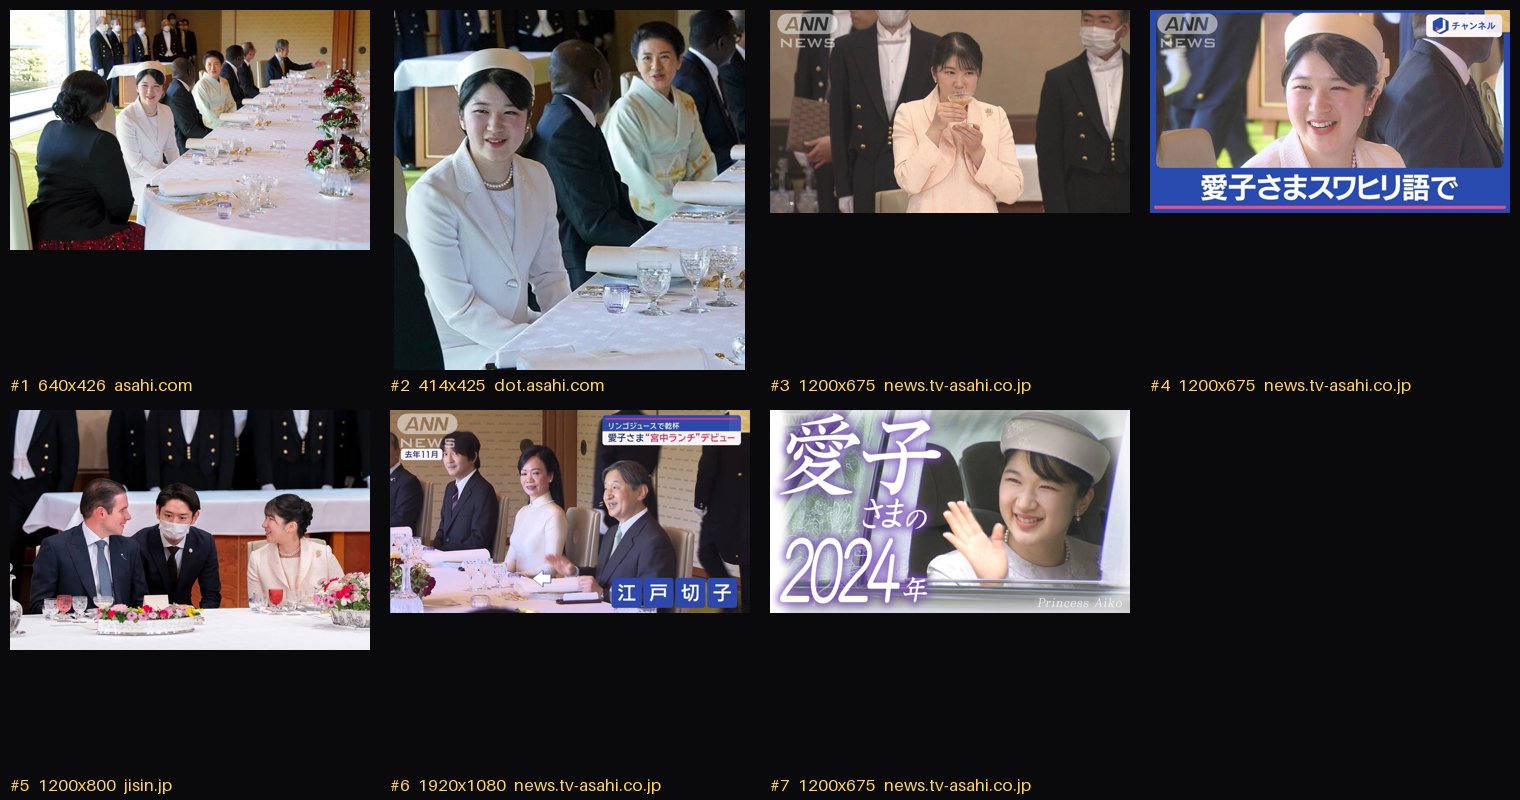 ANN
NEWS
ANN
NEWS
チャンネル
愛子さまスワヒリ語で
#1 640x426 asahi.com
#2 414x425 dot.asahi.com
#3 1200x675 news.tv-asahi.co.jp
#4 1200x675 news.tv-asahi.co.jp
ANN
NEWS
去年11月
リンゴジュースで乾杯
愛子さま“宮中ランチ”デビュー
江戸切子
愛子
さまの
2024年
Princess Aiko
#5 1200x800 jisin.jp
#6 1920x1080 news.tv-asahi.co.jp
#7 1200x675 news.tv-asahi.co.jp